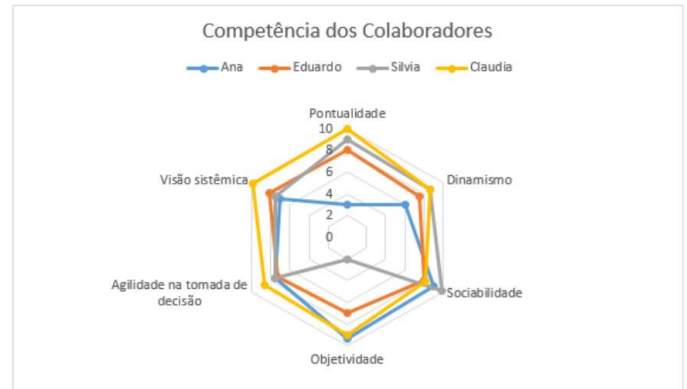 Competência dos Colaboradores
Ana Eduardo Silvia Claudia
Pontualidade
10
8
6
4
2
0
Visão sistêmica
Dinamismo
Agilidade na tomada de
decisão
Sociabilidade
Objetividade